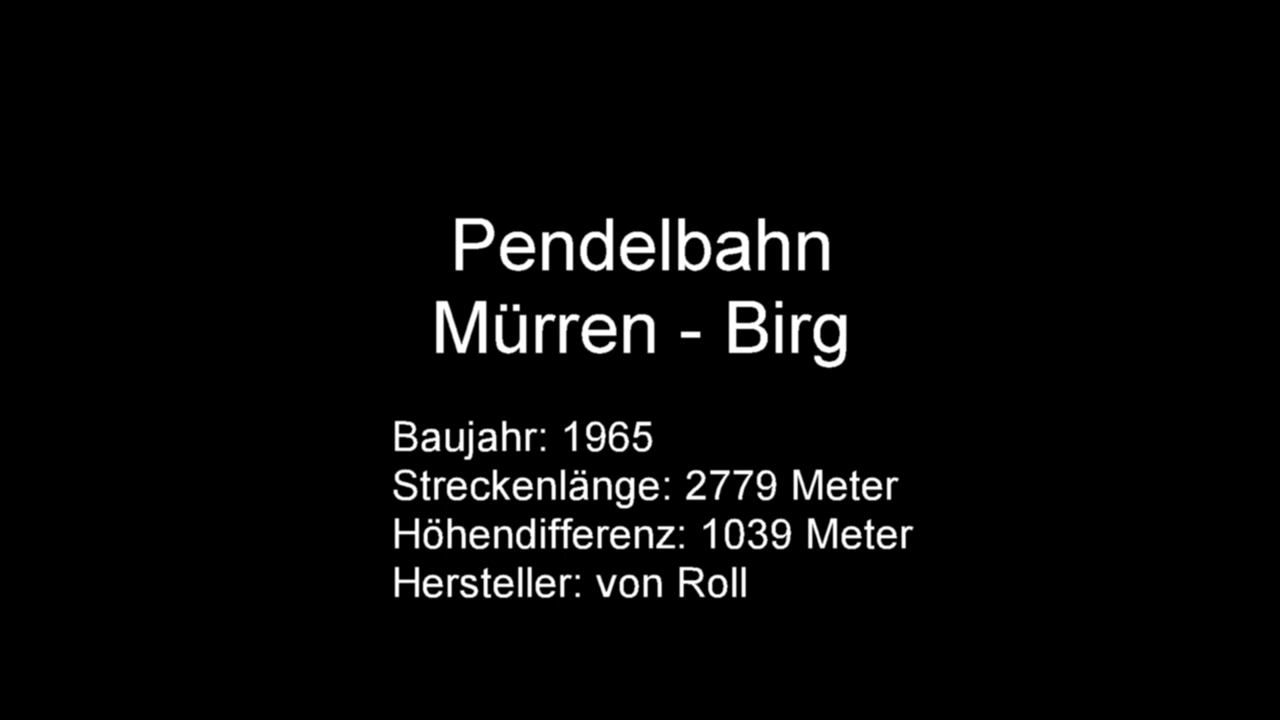 Pendelbahn
Mürren - Birg
Baujahr: 1965
Streckenlänge: 2779 Meter
Höhendifferenz: 1039 Meter
Hersteller: von Roll